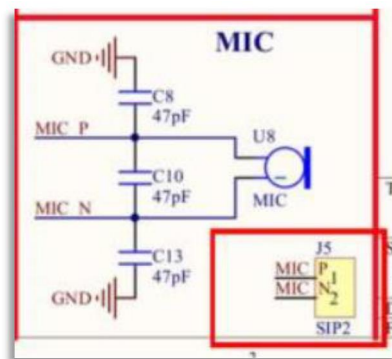 MIC
GND
C8
47pF
MIC_P
U8
C10
47pF
MIC_N
MIC
C13
47pF
GND
J5
MIC_P 1
MIC_N 2
SIP2